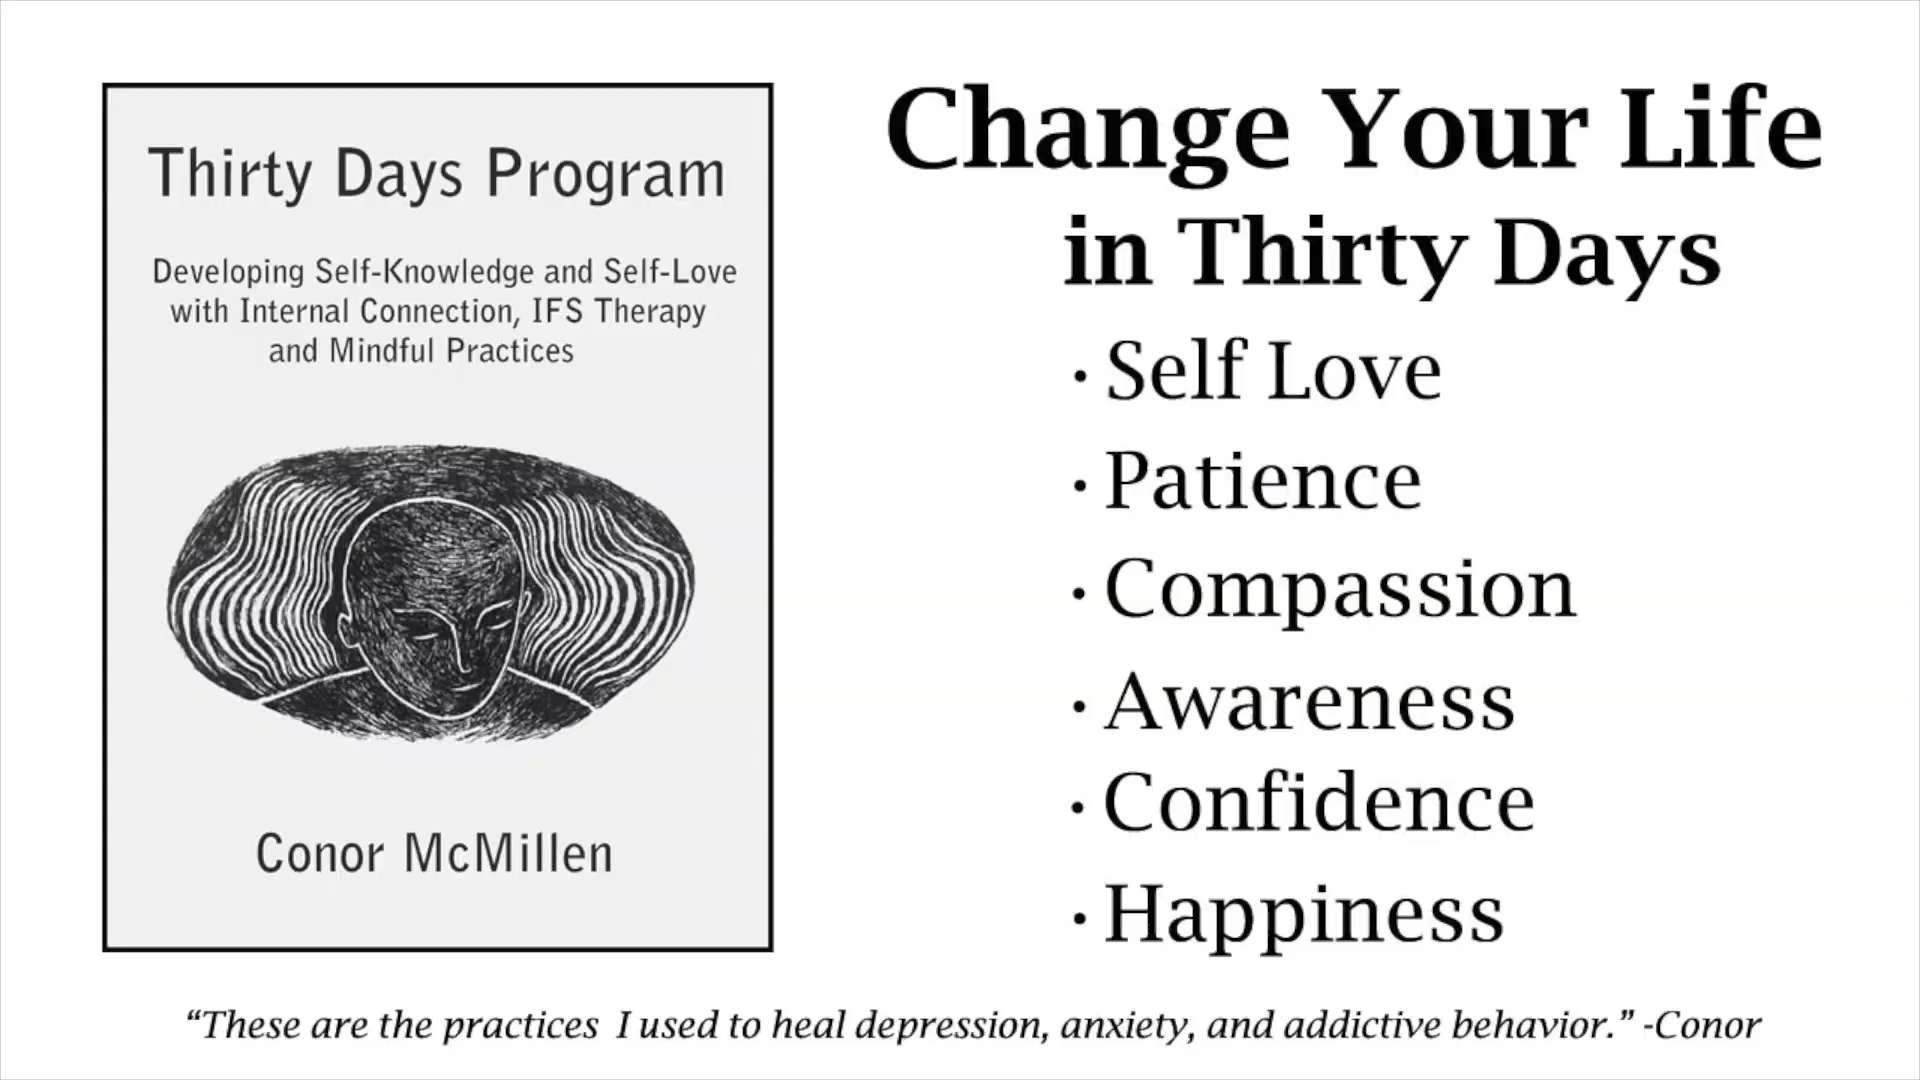 Thirty Days Program
Developing Self-Knowledge and Self-Love
with Internal Connection, IFS Therapy
and Mindful Practices
Conor McMillen
Change Your Life
in Thirty Days
· Self Love
· Patience
· Compassion
· Awareness
· Confidence
· Happiness
“These are the practices I used to heal depression, anxiety, and addictive behavior.” -Conor